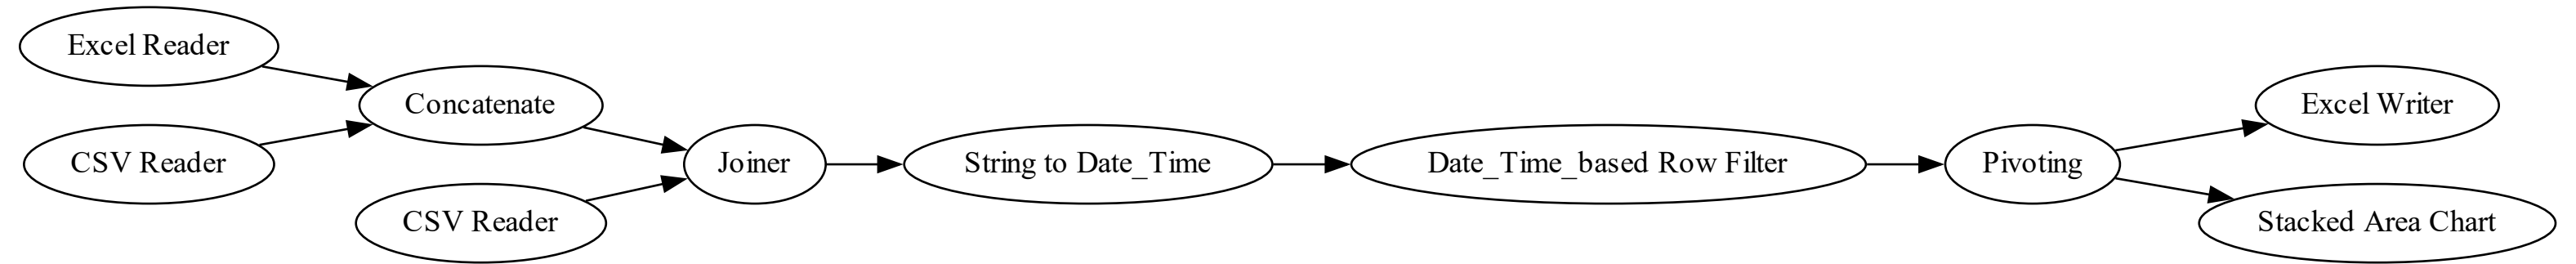 Excel Reader
CSV Reader
Concatenate
CSV Reader
Joiner
String to Date_Time
Date_Time_based Row Filter
Pivoting
Excel Writer
Stacked Area Chart